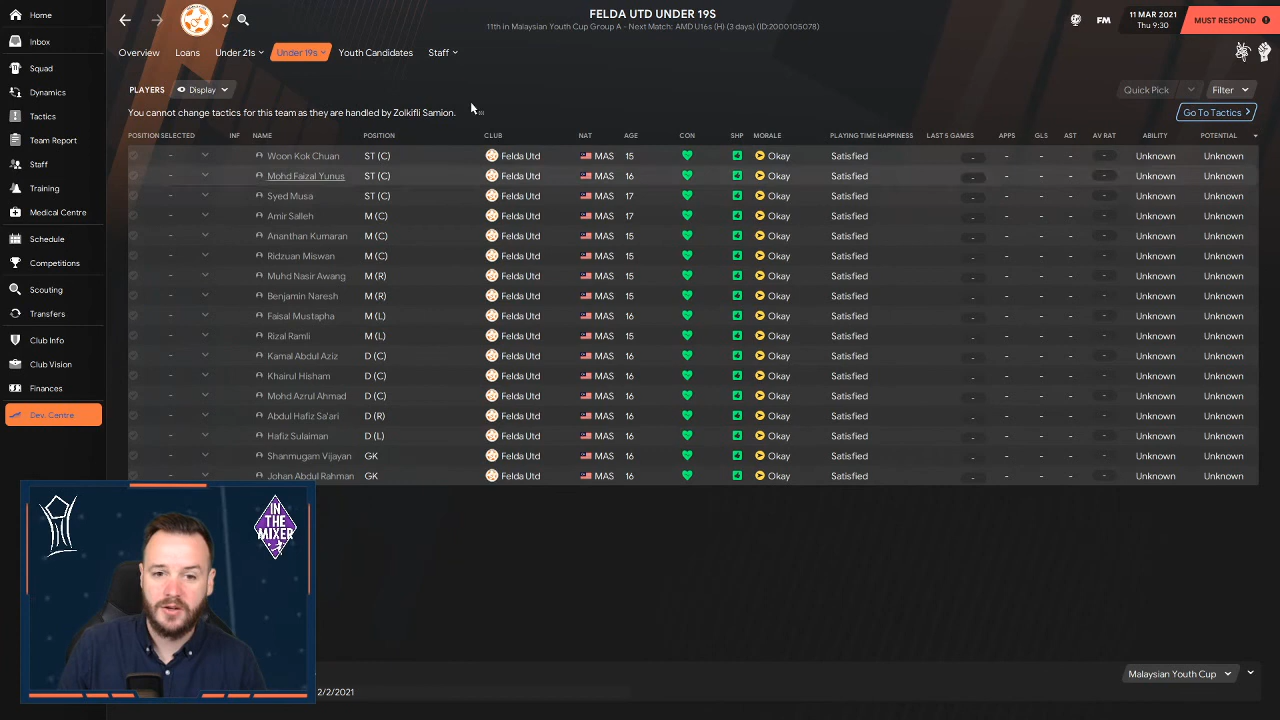 Home
Inbox
Squad
Dynamics
Tactics
Team Report
Staff
Training
Medical Centre
Schedule
Competitions
Scouting
Transfers
Club Info
Club Vision
Finances
Dev. Centre
FELDA UTD UNDER 19S
11th in Malaysian Youth Cup Group A - Next Match: AMD U16s (H) (3 days) (ID:2000105078)
FM
11 MAR 2021
Thu 9:30
MUST RESPOND
Overview Loans Under 21s Under 19s Youth Candidates Staff
PLAYERS Display Quick Pick Filter
You cannot change tactics for this team as they are handled by Zolkifli Samion. Go To Tactics
POSITION SELECTED INF NAME POSITION CLUB NAT AGE CON SHP MORALE PLAYING TIME HAPPINESS LAST 5 GAMES APPS GLS AST AV RAT ABILITY POTENTIAL
- Woon Kok Chuan ST (C) Felda Utd MAS 15 Okay Satisfied - - - - - Unknown Unknown
- Mohd Faizal Yunus ST (C) Felda Utd MAS 16 Okay Satisfied - - - - - Unknown Unknown
- Syed Musa ST (C) Felda Utd MAS 17 Okay Satisfied - - - - - Unknown Unknown
- Amir Salleh M (C) Felda Utd MAS 17 Okay Satisfied - - - - - Unknown Unknown
- Ananthan Kumaran M (C) Felda Utd MAS 15 Okay Satisfied - - - - - Unknown Unknown
- Ridzuan Miswan M (C) Felda Utd MAS 15 Okay Satisfied - - - - - Unknown Unknown
- Muhd Nasir Awang M (R) Felda Utd MAS 15 Okay Satisfied - - - - - Unknown Unknown
- Benjamin Naresh M (R) Felda Utd MAS 15 Okay Satisfied - - - - - Unknown Unknown
- Faisal Mustapha M (L) Felda Utd MAS 16 Okay Satisfied - - - - - Unknown Unknown
- Rizal Ramli M (L) Felda Utd MAS 15 Okay Satisfied - - - - - Unknown Unknown
- Kamal Abdul Aziz D (C) Felda Utd MAS 16 Okay Satisfied - - - - - Unknown Unknown
- Khairul Hisham D (C) Felda Utd MAS 16 Okay Satisfied - - - - - Unknown Unknown
- Mohd Azrul Ahmad D (C) Felda Utd MAS 16 Okay Satisfied - - - - - Unknown Unknown
- Abdul Hafiz Sa'ari D (R) Felda Utd MAS 16 Okay Satisfied - - - - - Unknown Unknown
- Hafiz Sulaiman D (L) Felda Utd MAS 16 Okay Satisfied - - - - - Unknown Unknown
- Shanmugam Vijayan GK Felda Utd MAS 16 Okay Satisfied - - - - - Unknown Unknown
- Johan Abdul Rahman GK Felda Utd MAS 16 Okay Satisfied - - - - - Unknown Unknown
IN
THE
MIXER
Malaysian Youth Cup
2/2/2021